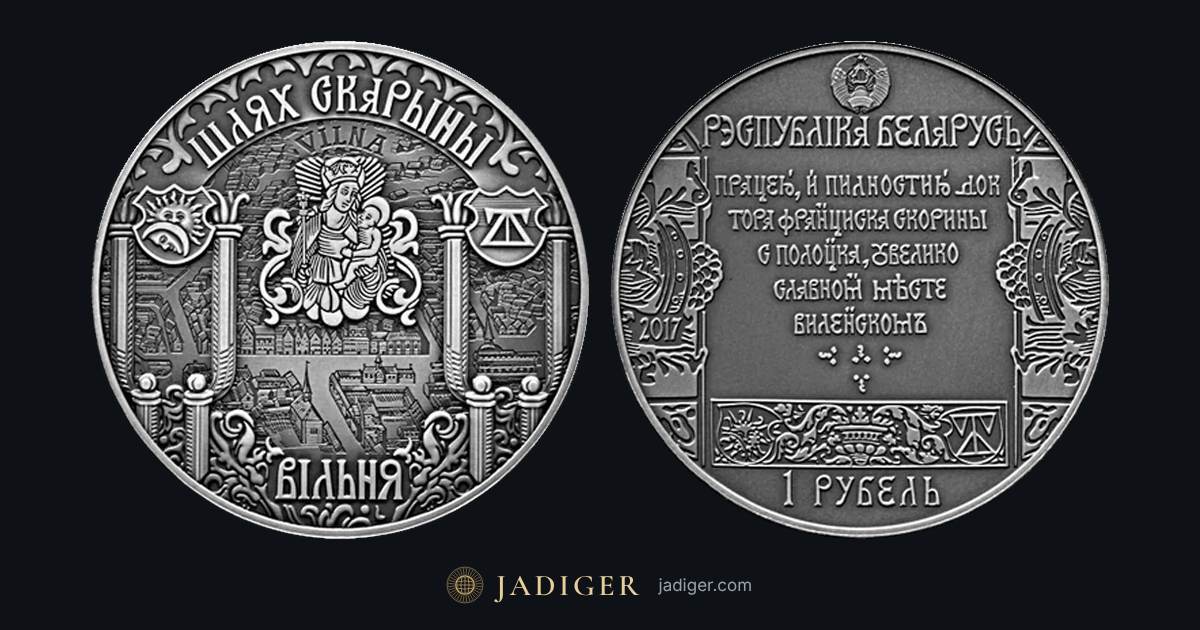 ШЛЯХ СКАРЫНЫ
VILNA
ВІЛЬНЯ
РЭСПУБЛІКА БЕЛАРУСЬ
ПРАЦЕЮ, И ПИЛНОСТИЮ ДОК
ТОРА ФРАНЦИСКА СКОРИНЫ
С ПОЛОЦКА, УВЕЛИКО
СЛАВНОМ МѢСТЕ
ВИЛЕНСКОМЪ
2017
1 РУБЕЛЬ
JADIGER jadiger.com